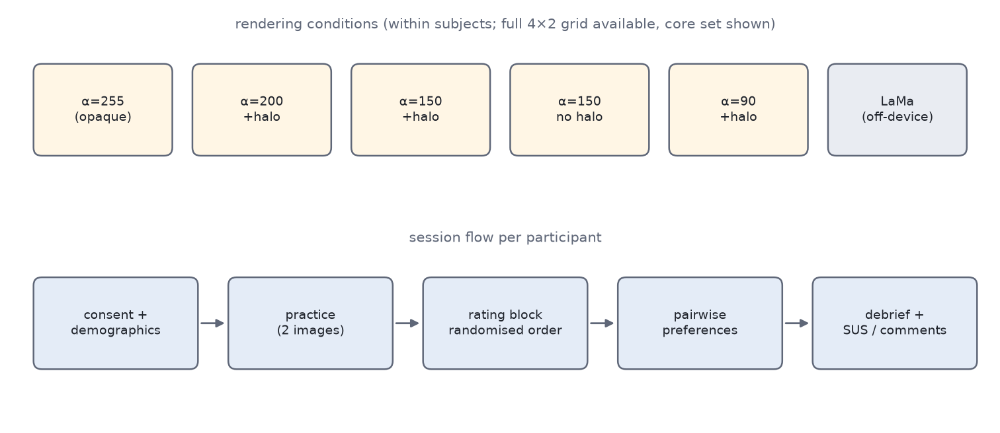 rendering conditions (within subjects; full 4×2 grid available, core set shown)
α=255
(opaque)
α=200
+halo
α=150
+halo
α=150
no halo
α=90
+halo
LaMa
(off-device)
session flow per participant
consent +
demographics
practice
(2 images)
rating block
randomised order
pairwise
preferences
debrief +
SUS / comments